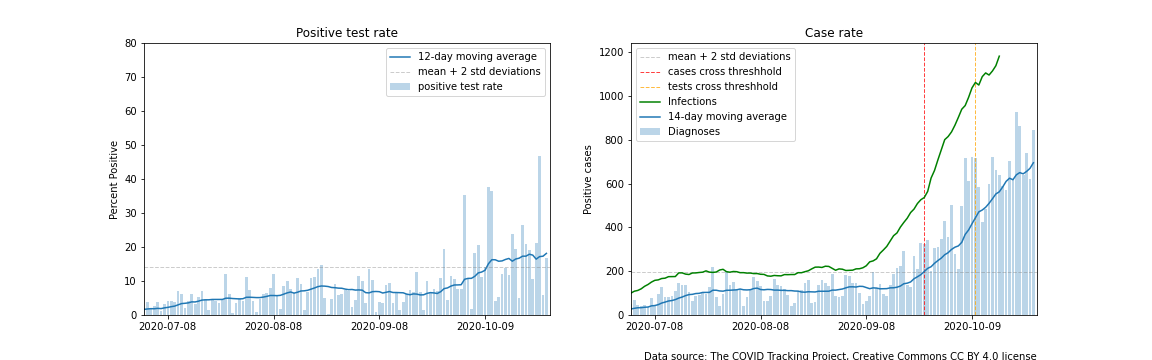 Positive test rate
80
70
60
50
40
30
20
10
0
Percent Positive
12-day moving average
mean + 2 std deviations
positive test rate
2020-07-08
2020-08-08
2020-09-08
2020-10-09
Case rate
1200
1000
800
600
400
200
0
Positive cases
mean + 2 std deviations
cases cross threshhold
tests cross threshhold
Infections
14-day moving average
Diagnoses
2020-07-08
2020-08-08
2020-09-08
2020-10-09
Data source: The COVID Tracking Project, Creative Commons CC BY 4.0 license